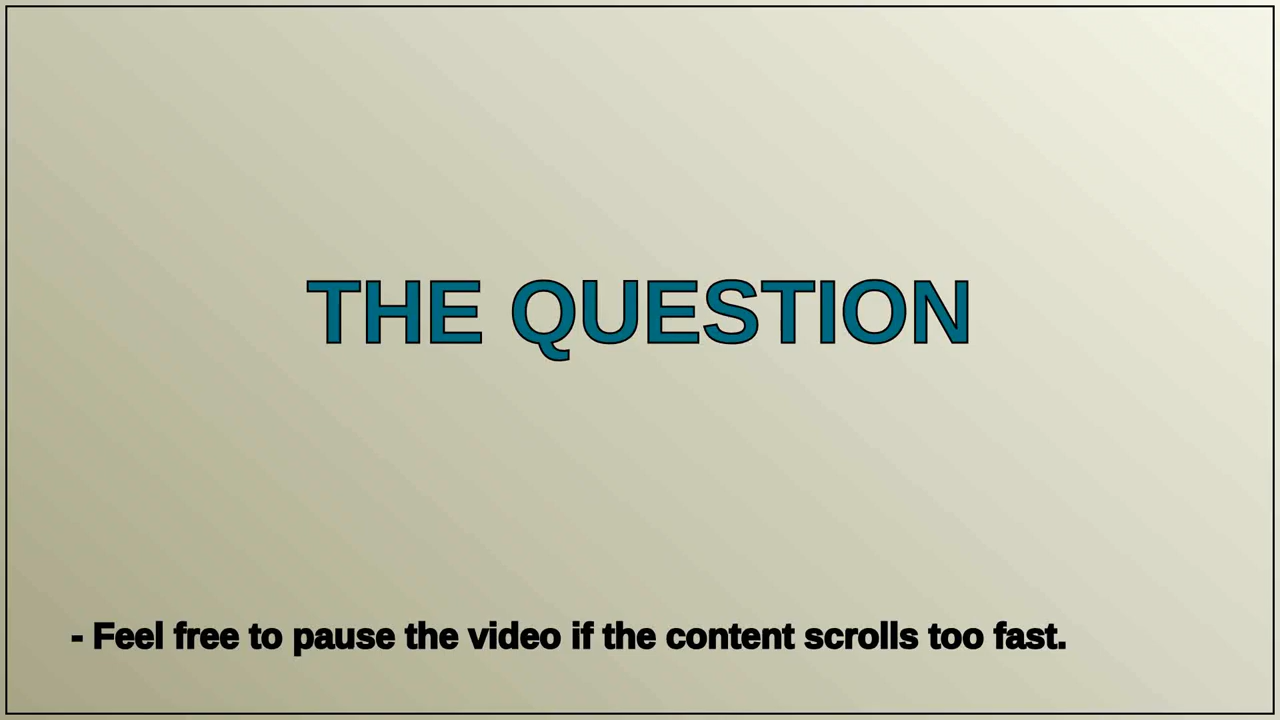 THE QUESTION
- Feel free to pause the video if the content scrolls too fast.